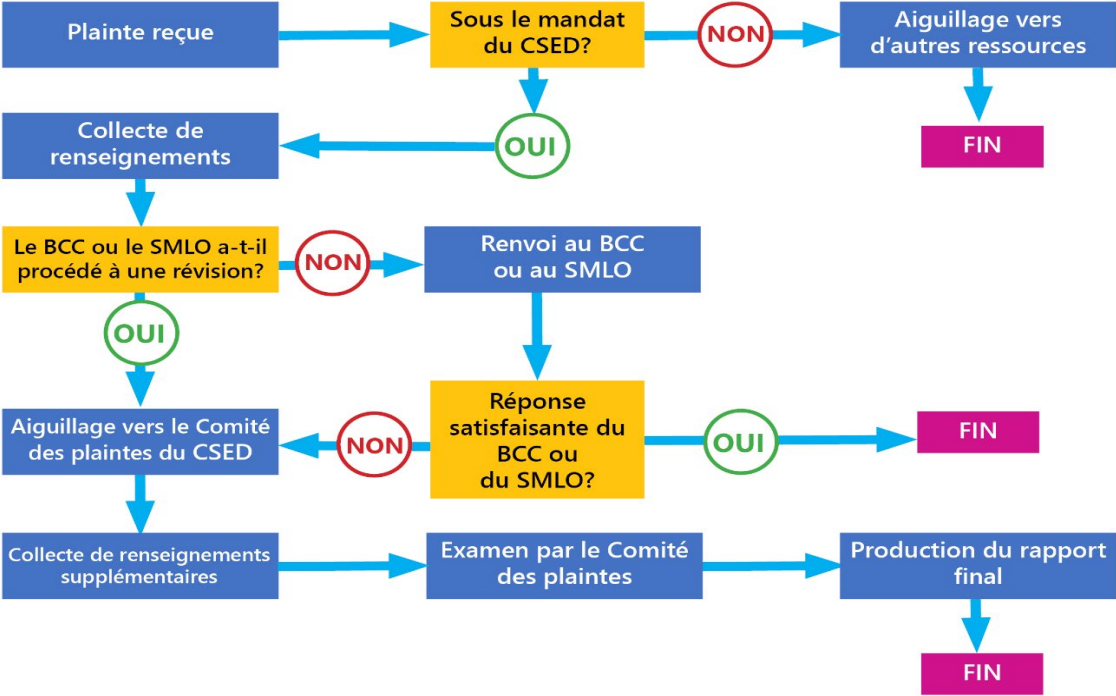 Plainte reçue
Sous le mandat
du CSED?
NON
Aiguillage vers
d’autres ressources
FIN
OUI
Collecte de
renseignements
Le BCC ou le SMLO a-t-il
procédé à une révision?
NON
Renvoi au BCC
ou au SMLO
OUI
Réponse
satisfaisante du
BCC ou
du SMLO?
OUI
FIN
NON
Aiguillage vers le Comité
des plaintes du CSED
Collecte de renseignements
supplémentaires
Examen par le Comité
des plaintes
Production du rapport
final
FIN